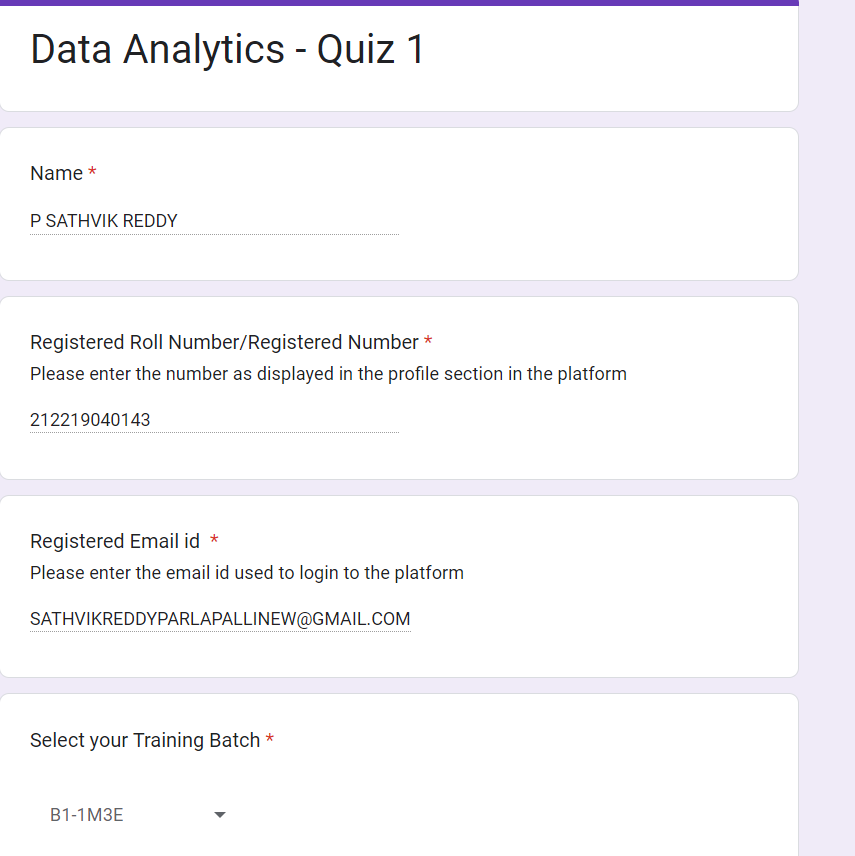 Data Analytics - Quiz 1
Name *
P SATHVIK REDDY
Registered Roll Number/Registered Number *
Please enter the number as displayed in the profile section in the platform
212219040143
Registered Email id *
Please enter the email id used to login to the platform
SATHVIKREDDYPARLAPALLINEW@GMAIL.COM
Select your Training Batch *
B1-1M3E